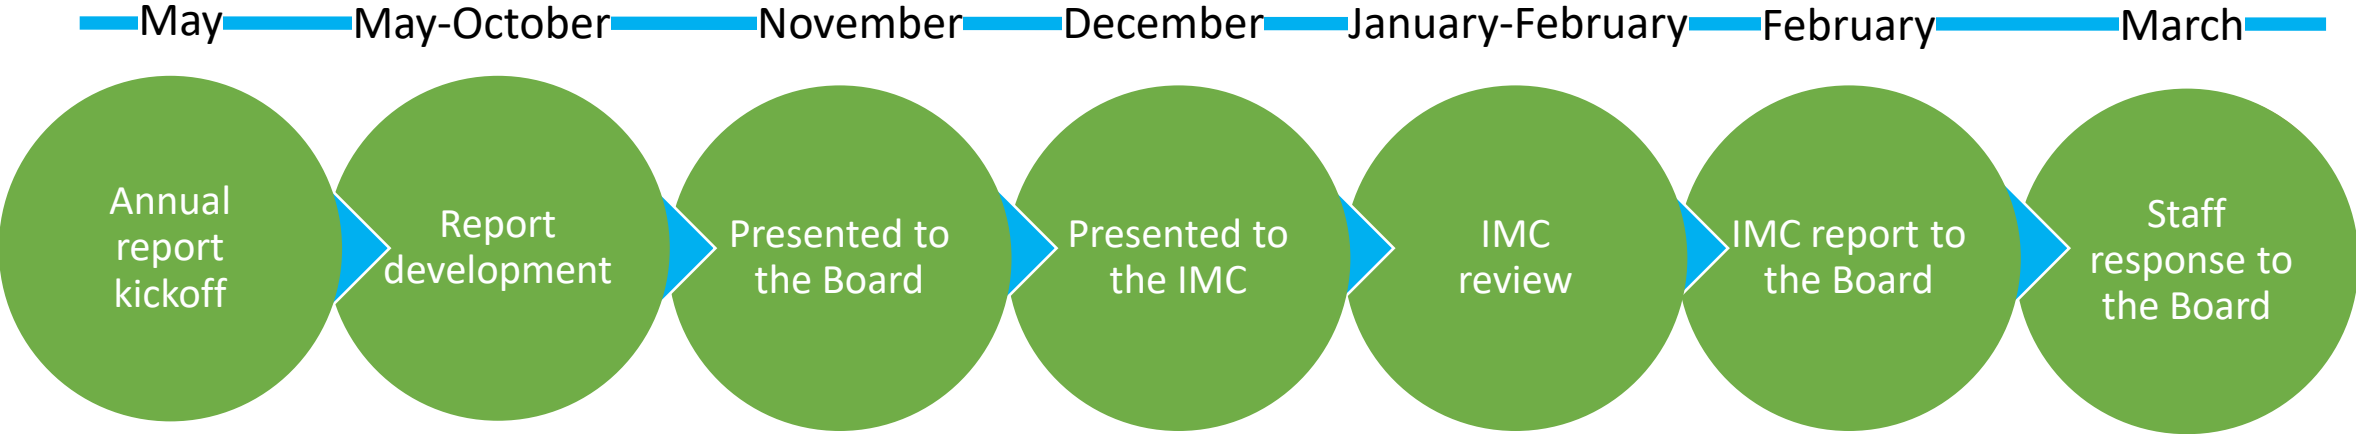 May May-October November December January-February February March
Annual
report
kickoff
Report
development
Presented to
the Board
Presented to
the IMC
IMC
review
IMC report to
the Board
Staff
response to
the Board